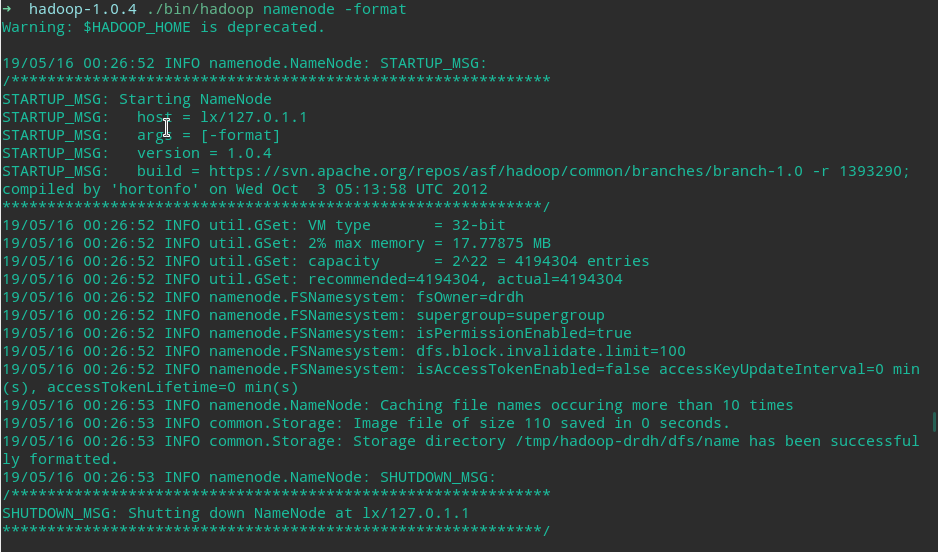 ➜  hadoop-1.0.4 ./bin/hadoop namenode -format
Warning: $HADOOP_HOME is deprecated.

19/05/16 00:26:52 INFO namenode.NameNode: STARTUP_MSG:
/************************************************************
STARTUP_MSG: Starting NameNode
STARTUP_MSG:   host = lx/127.0.1.1
STARTUP_MSG:   args = [-format]
STARTUP_MSG:   version = 1.0.4
STARTUP_MSG:   build = https://svn.apache.org/repos/asf/hadoop/common/branches/branch-1.0 -r 1393290;
compiled by 'hortonfo' on Wed Oct  3 05:13:58 UTC 2012
************************************************************/
19/05/16 00:26:52 INFO util.GSet: VM type       = 32-bit
19/05/16 00:26:52 INFO util.GSet: 2% max memory = 17.77875 MB
19/05/16 00:26:52 INFO util.GSet: capacity      = 2^22 = 4194304 entries
19/05/16 00:26:52 INFO util.GSet: recommended=4194304, actual=4194304
19/05/16 00:26:52 INFO namenode.FSNamesystem: fsOwner=drdh
19/05/16 00:26:52 INFO namenode.FSNamesystem: supergroup=supergroup
19/05/16 00:26:52 INFO namenode.FSNamesystem: isPermissionEnabled=true
19/05/16 00:26:52 INFO namenode.FSNamesystem: dfs.block.invalidate.limit=100
19/05/16 00:26:52 INFO namenode.FSNamesystem: isAccessTokenEnabled=false accessKeyUpdateInterval=0 min
(s), accessTokenLifetime=0 min(s)
19/05/16 00:26:53 INFO namenode.NameNode: Caching file names occuring more than 10 times
19/05/16 00:26:53 INFO common.Storage: Image file of size 110 saved in 0 seconds.
19/05/16 00:26:53 INFO common.Storage: Storage directory /tmp/hadoop-drdh/dfs/name has been successful
ly formatted.
19/05/16 00:26:53 INFO namenode.NameNode: SHUTDOWN_MSG:
/************************************************************
SHUTDOWN_MSG: Shutting down NameNode at lx/127.0.1.1
************************************************************/